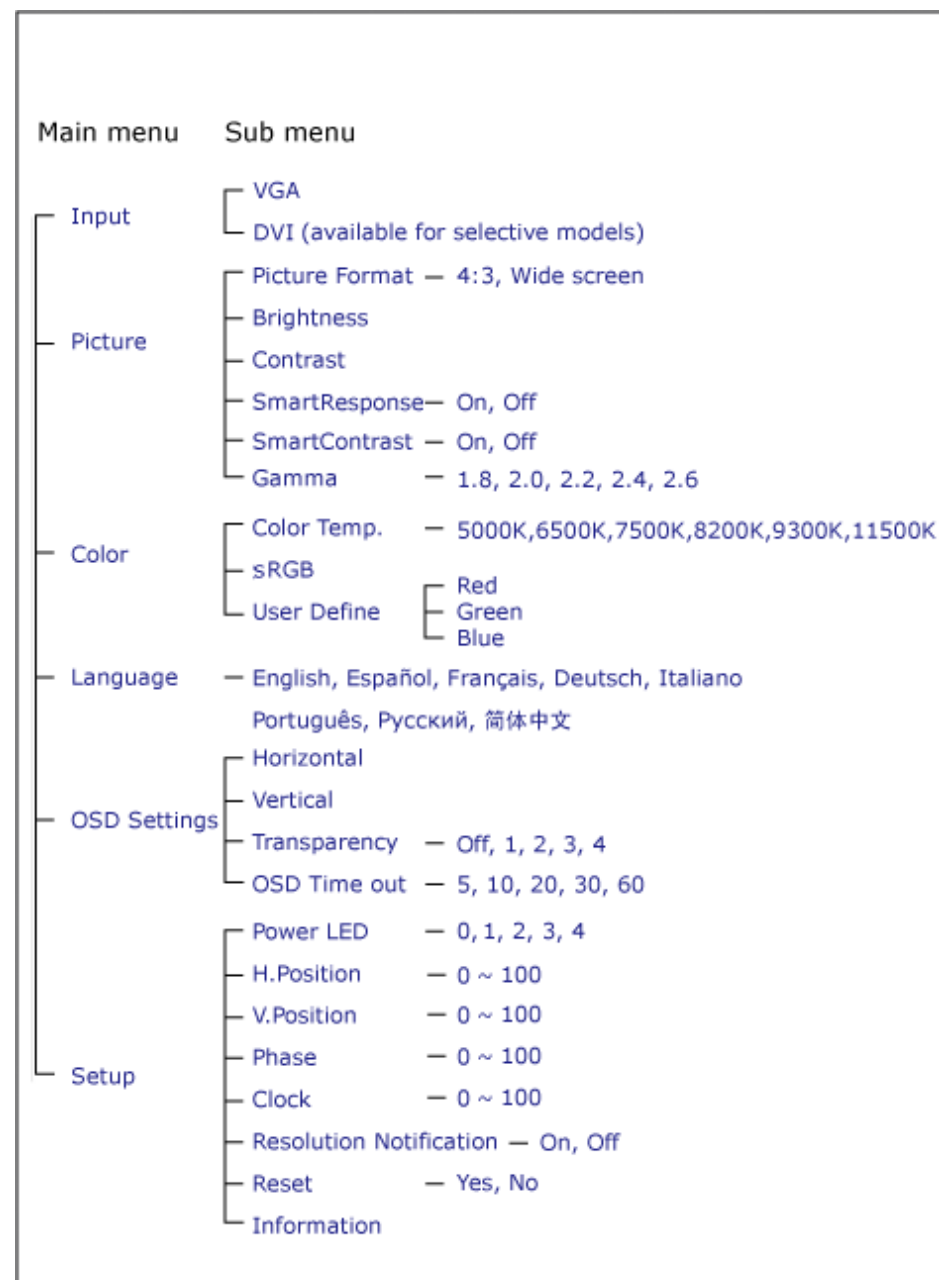 Main menu Sub menu
VGA
Input
DVI (available for selective models)
Picture Format — 4:3, Wide screen
Brightness
Picture
Contrast
SmartResponse — On, Off
SmartContrast — On, Off
Gamma — 1.8, 2.0, 2.2, 2.4, 2.6
Color Temp. — 5000K,6500K,7500K,8200K,9300K,11500K
Color
sRGB
Red
User Define Green
Blue
Language — English, Español, Français, Deutsch, Italiano
Português, Русский, 简体中文
Horizontal
Vertical
OSD Settings
Transparency — Off, 1, 2, 3, 4
OSD Time out — 5, 10, 20, 30, 60
Power LED — 0, 1, 2, 3, 4
H.Position — 0 ~ 100
V.Position — 0 ~ 100
Phase — 0 ~ 100
Setup
Clock — 0 ~ 100
Resolution Notification — On, Off
Reset — Yes, No
Information